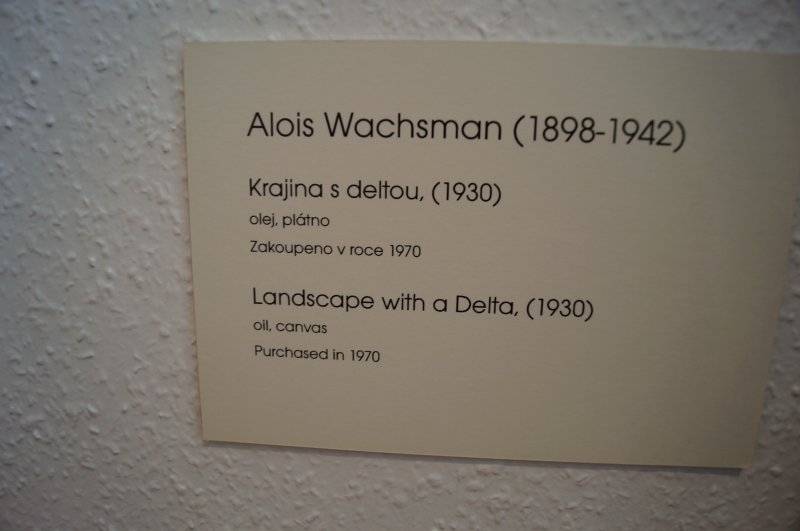 Alois Wachsman (1898-1942)
Krajina s deltou, (1930)
olej, plátno
Zakoupeno v roce 1970
Landscape with a Delta, (1930)
oil, canvas
Purchased in 1970